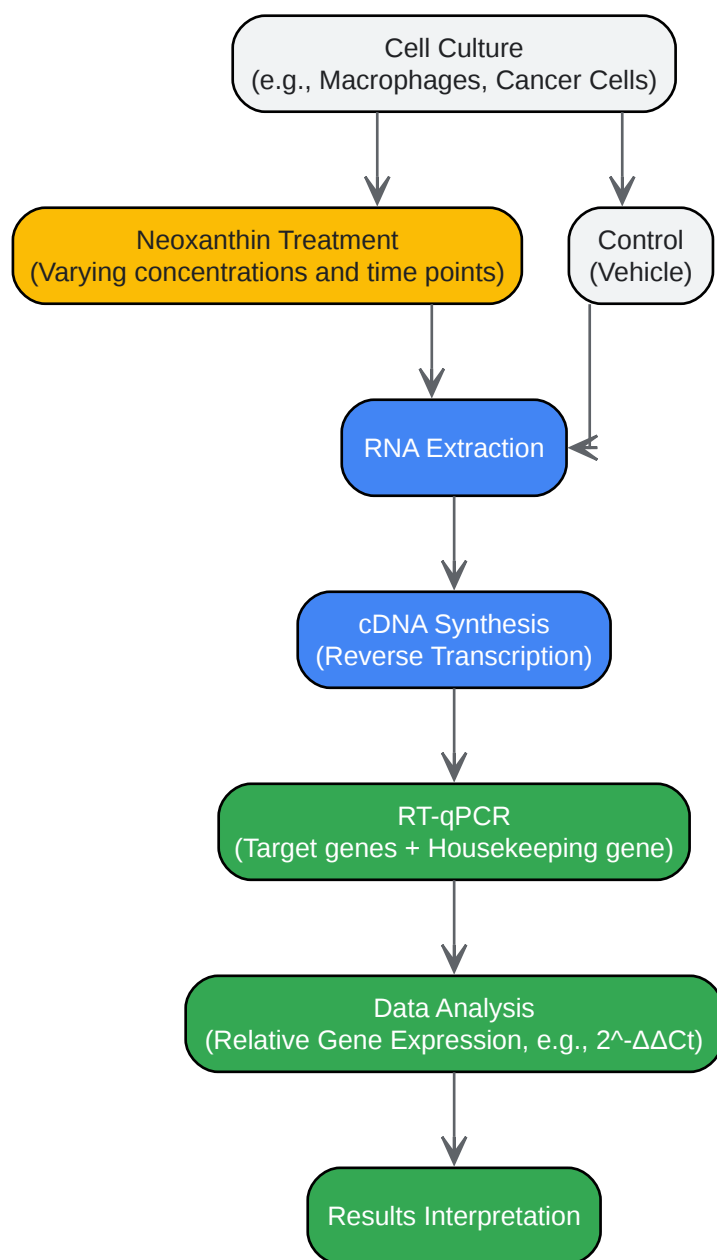 Cell Culture
(e.g., Macrophages, Cancer Cells)
Neoxanthin Treatment
(Varying concentrations and time points)
Control
(Vehicle)
RNA Extraction
cDNA Synthesis
(Reverse Transcription)
RT-qPCR
(Target genes + Housekeeping gene)
Data Analysis
(Relative Gene Expression, e.g., 2^-ΔΔCt)
Results Interpretation